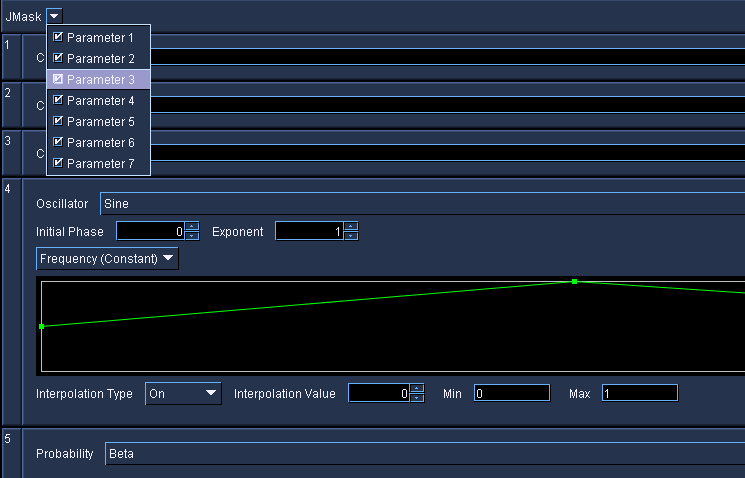 JMask
Parameter 1
Parameter 2
Parameter 3
Parameter 4
Parameter 5
Parameter 6
Parameter 7
1
C
2
C
3
C
4
Oscillator Sine
Initial Phase 0 Exponent 1
Frequency (Constant)
Interpolation Type On Interpolation Value 0 Min 0 Max 1
5
Probability Beta